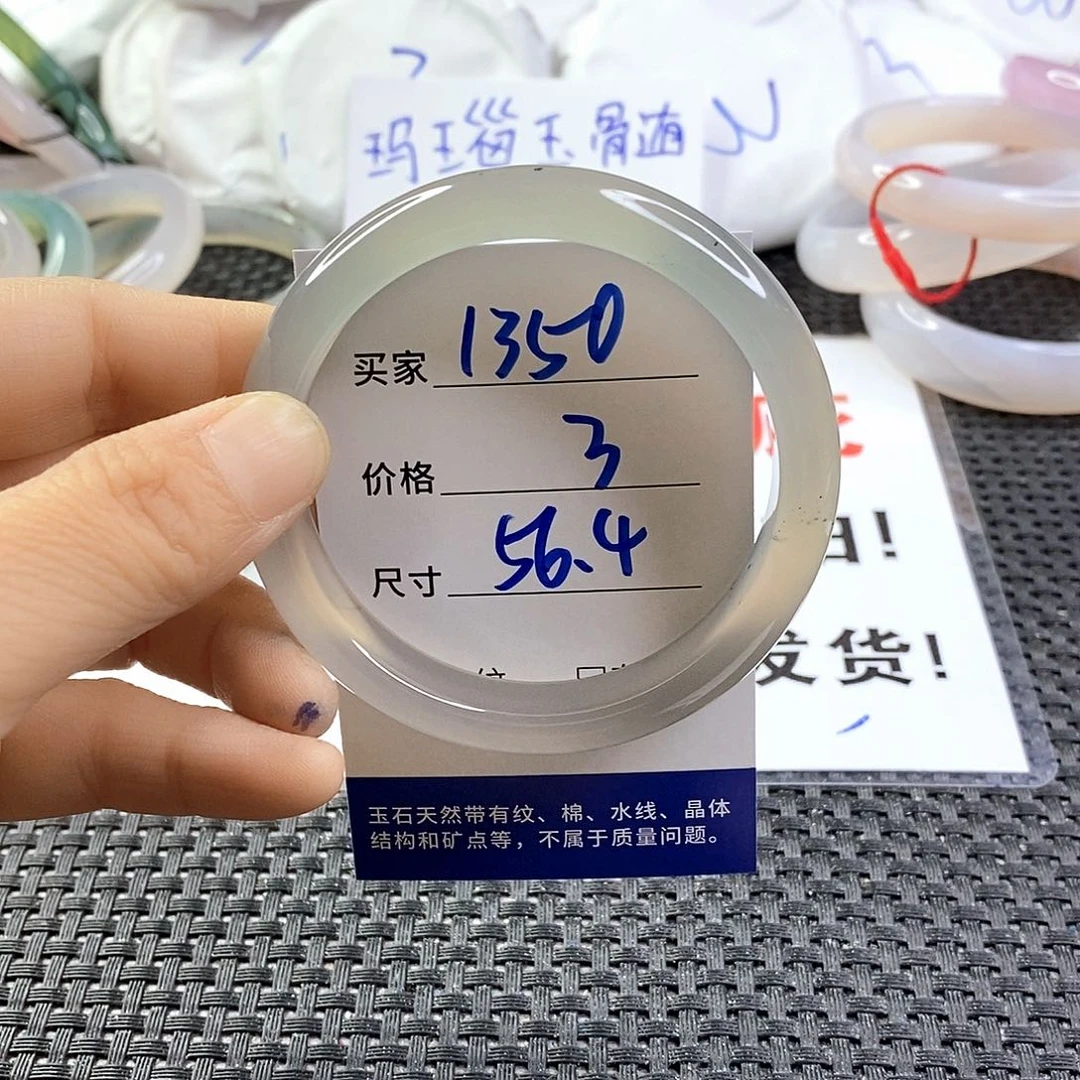 玛瑙玉骨髓
买家 1350
价格 3
尺寸 56.4
发货!
玉石天然带有纹、棉、水线、晶体
结构和矿点等，不属于质量问题。